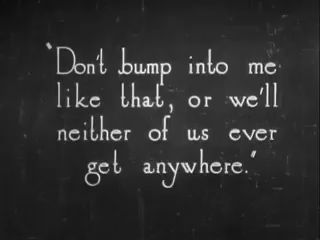 "Don't bump into me
like that, or we'll
neither of us ever
get anywhere."